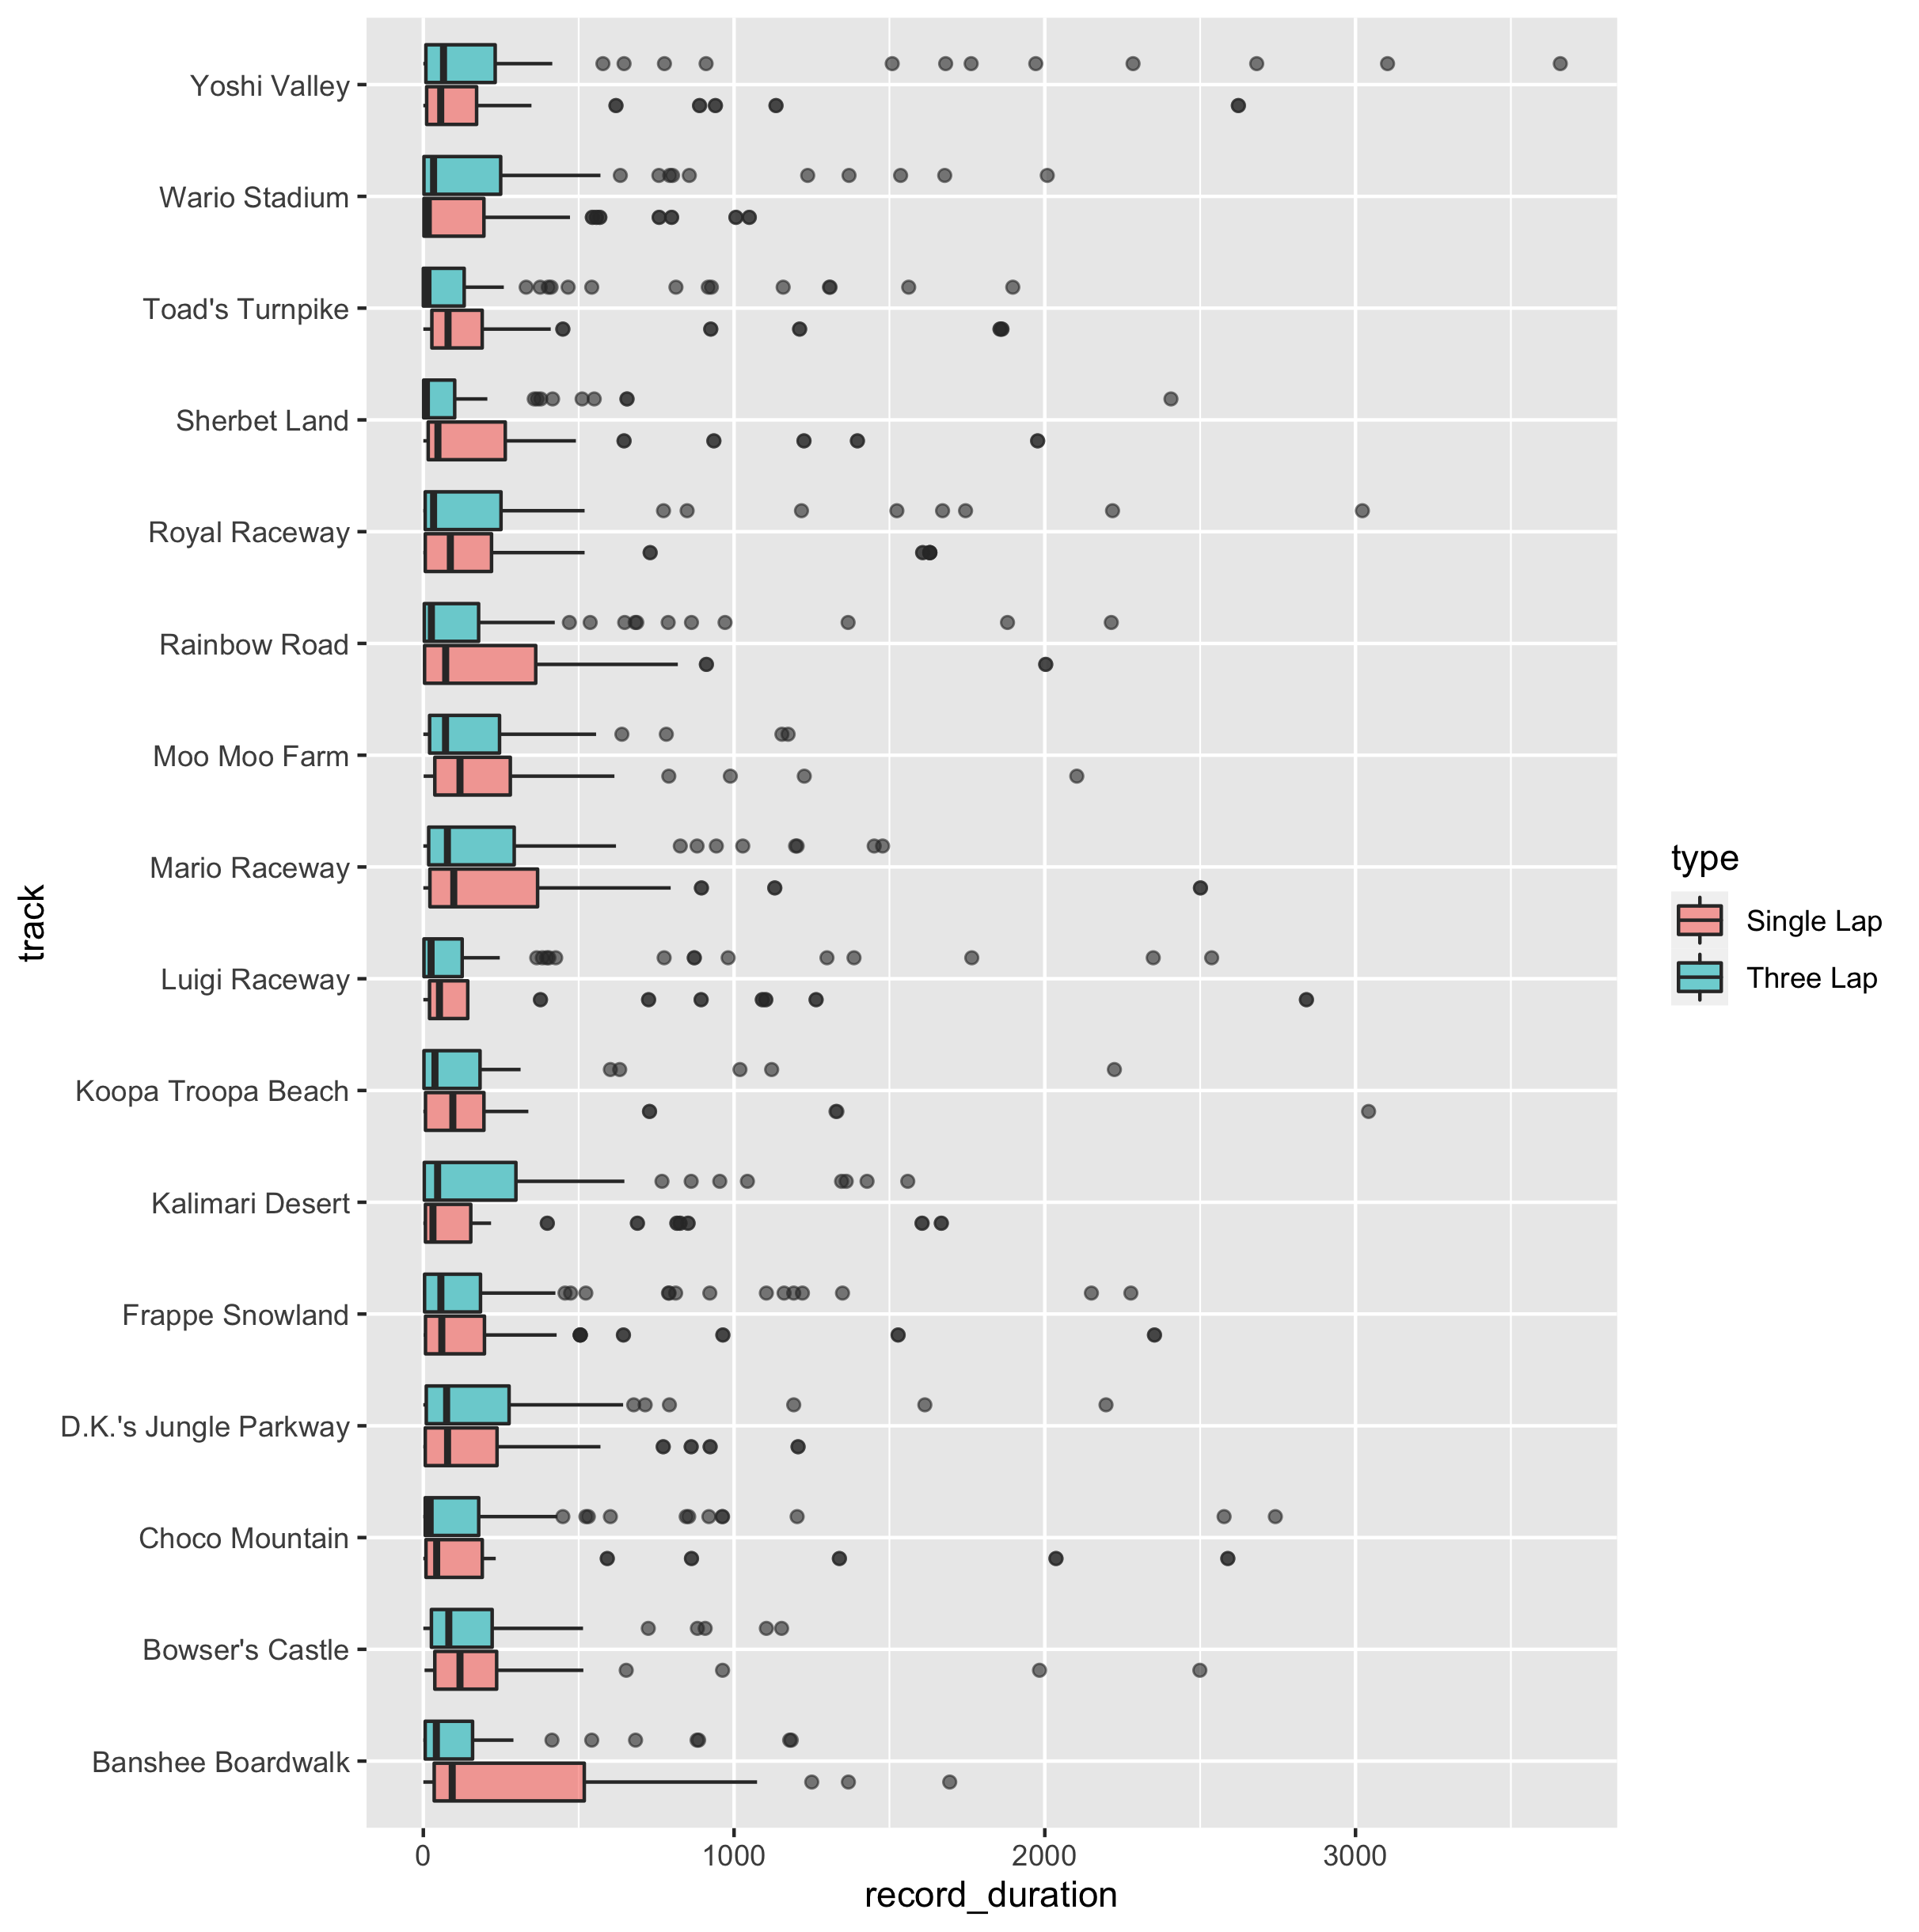 Yoshi Valley
Wario Stadium
Toad's Turnpike
Sherbet Land
Royal Raceway
Rainbow Road
Moo Moo Farm
Mario Raceway
Luigi Raceway
Koopa Troopa Beach
Kalimari Desert
Frappe Snowland
D.K.'s Jungle Parkway
Choco Mountain
Bowser's Castle
Banshee Boardwalk
track
0 1000 2000 3000
record_duration
type
Single Lap
Three Lap